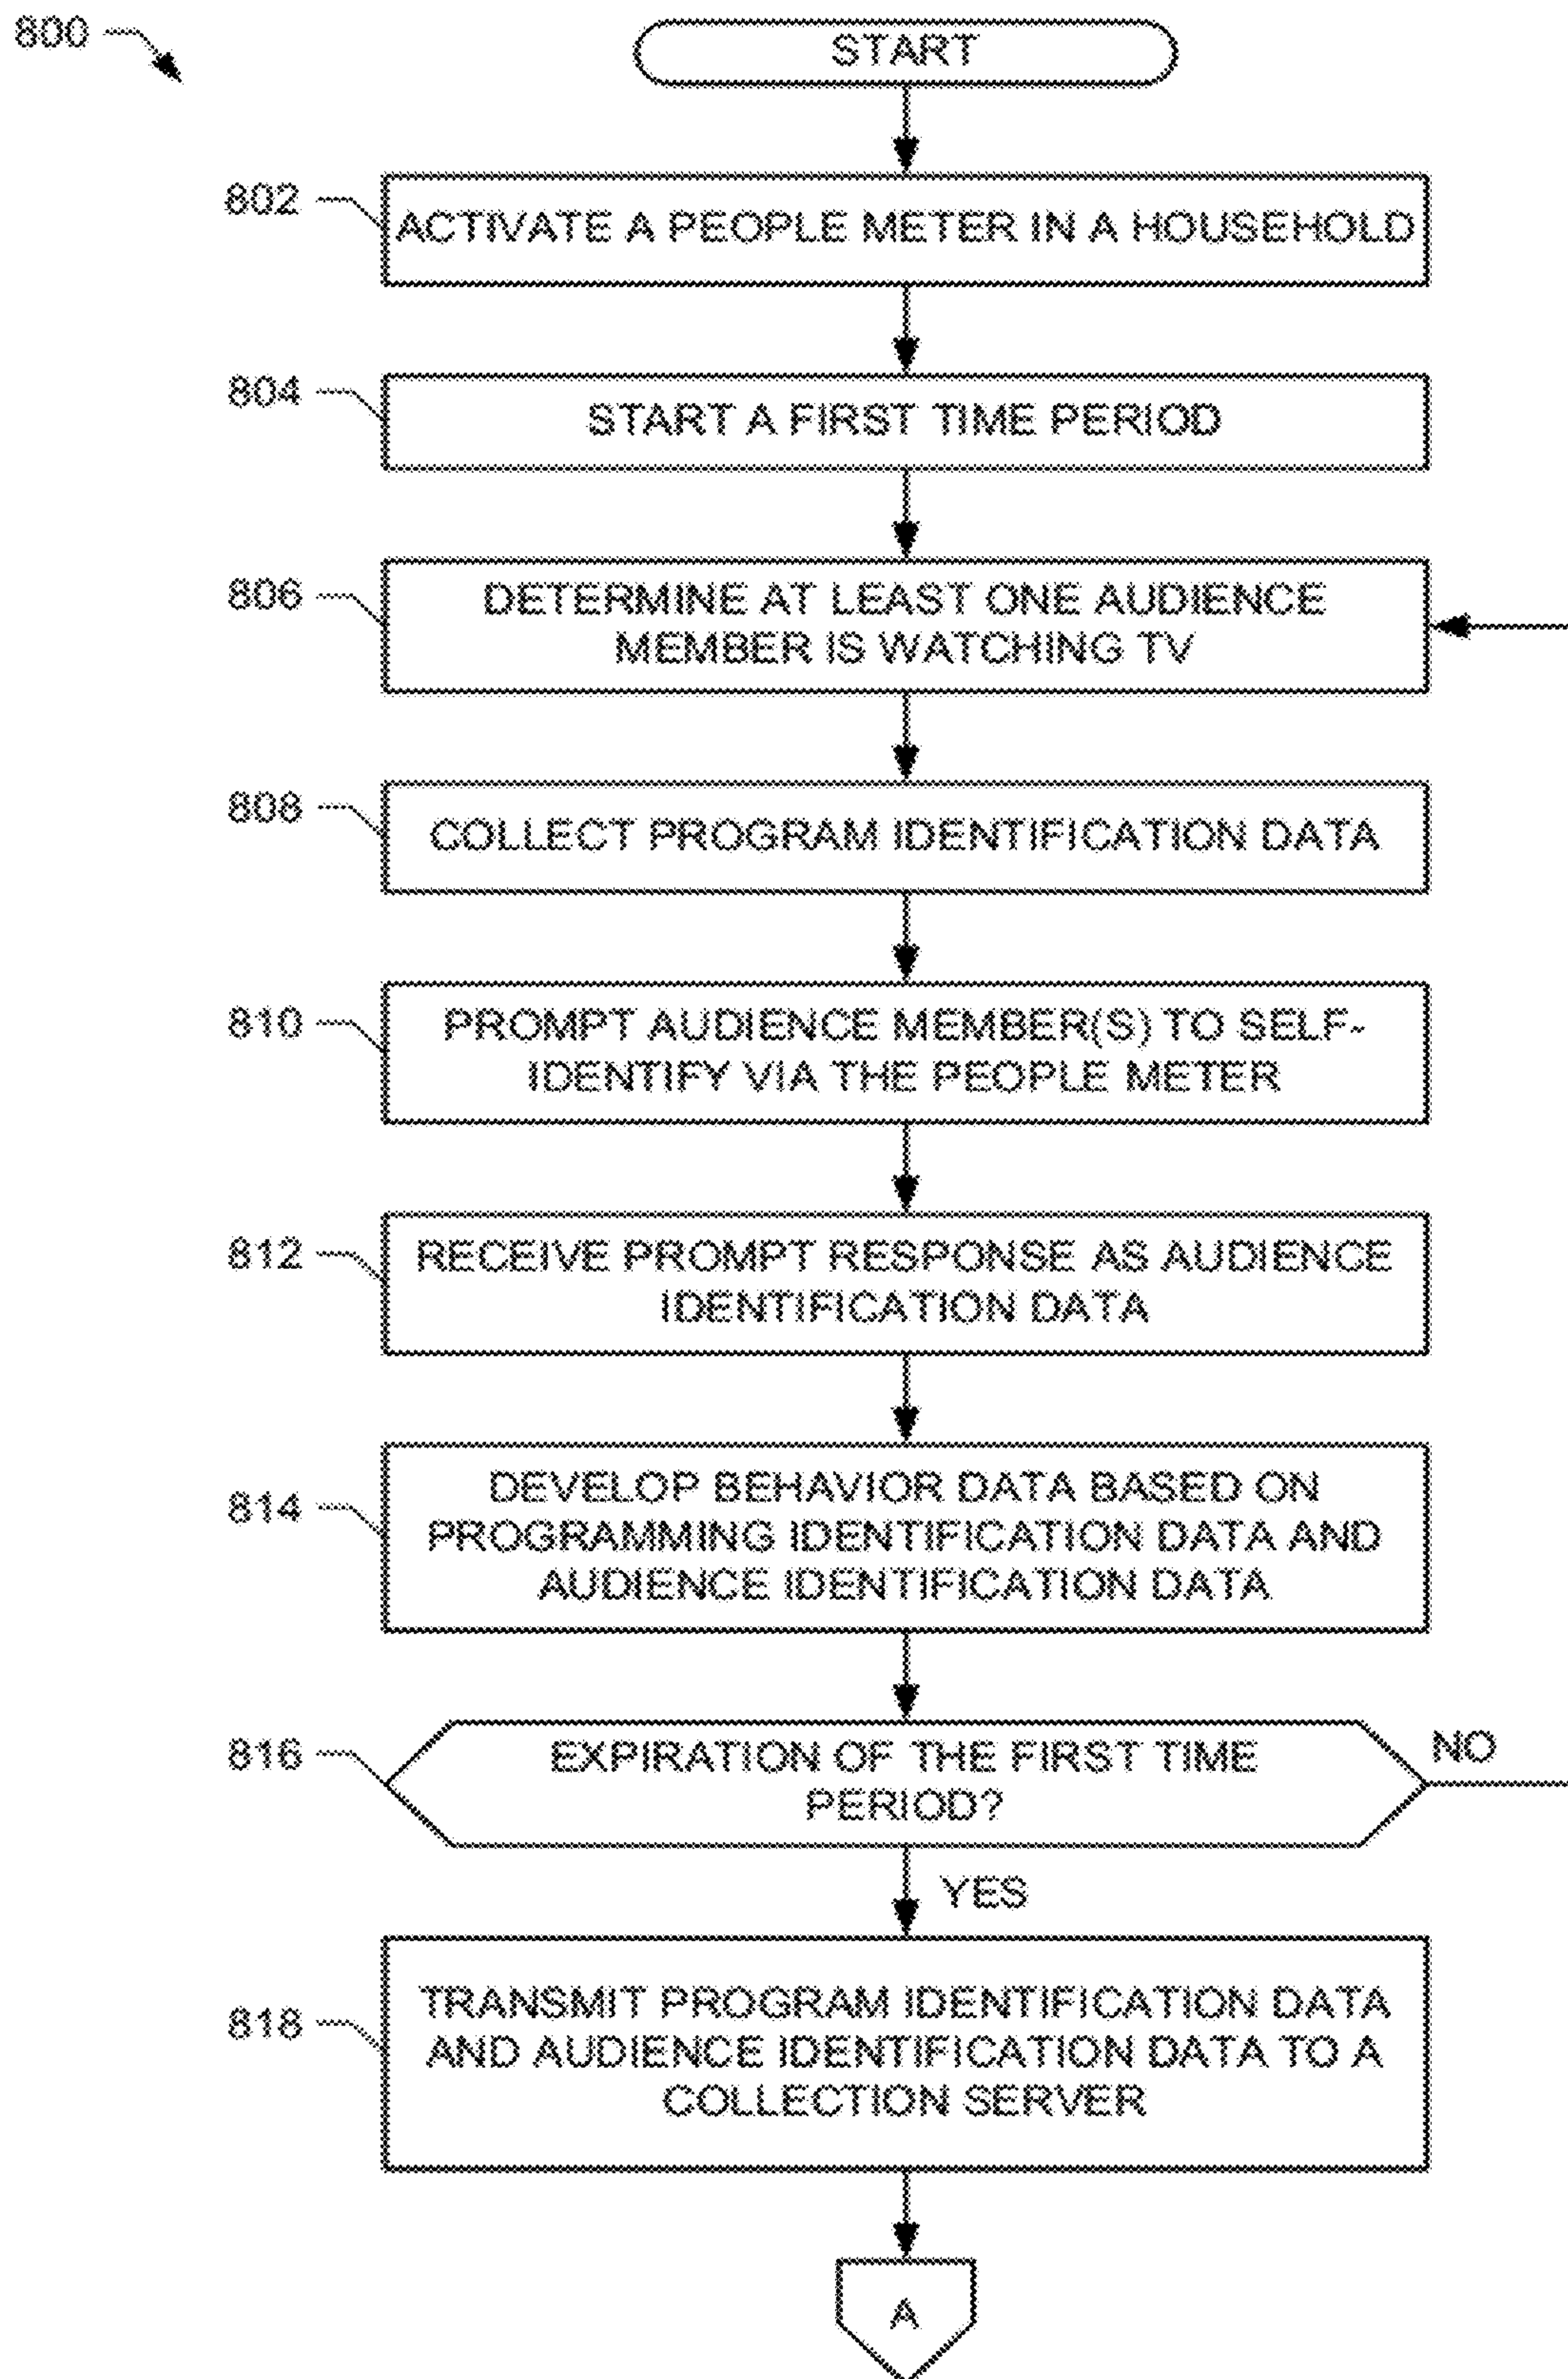 800
START
802
ACTIVATE A PEOPLE METER IN A HOUSEHOLD
804
START A FIRST TIME PERIOD
806
DETERMINE AT LEAST ONE AUDIENCE
MEMBER IS WATCHING TV
808
COLLECT PROGRAM IDENTIFICATION DATA
810
PROMPT AUDIENCE MEMBER(S) TO SELF-
IDENTIFY VIA THE PEOPLE METER
812
RECEIVE PROMPT RESPONSE AS AUDIENCE
IDENTIFICATION DATA
814
DEVELOP BEHAVIOR DATA BASED ON
PROGRAMMING IDENTIFICATION DATA AND
AUDIENCE IDENTIFICATION DATA
816
EXPIRATION OF THE FIRST TIME
PERIOD?
NO
YES
818
TRANSMIT PROGRAM IDENTIFICATION DATA
AND AUDIENCE IDENTIFICATION DATA TO A
COLLECTION SERVER
A